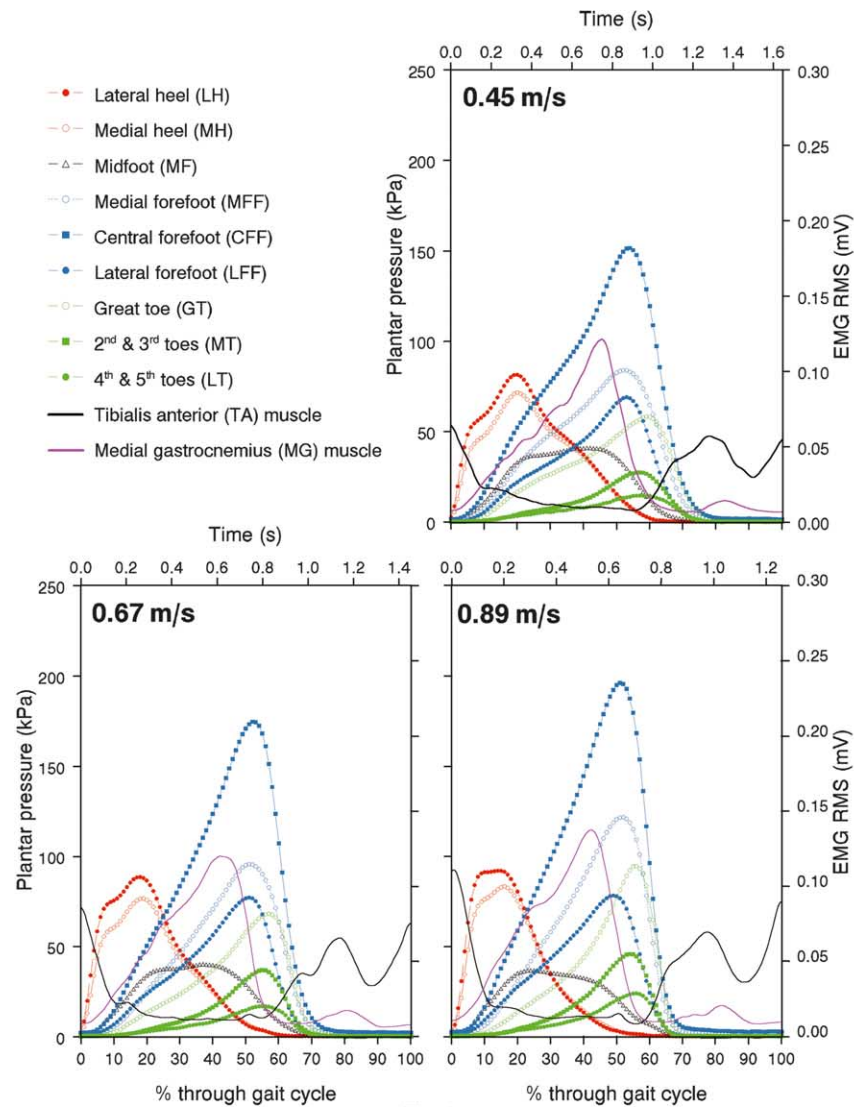 Time (s)
0.0 0.2 0.4 0.6 0.8 1.0 1.2 1.4 1.6
Lateral heel (LH)
Medial heel (MH)
Midfoot (MF)
Medial forefoot (MFF)
Central forefoot (CFF)
Lateral forefoot (LFF)
Great toe (GT)
2nd & 3rd toes (MT)
4th & 5th toes (LT)
Tibialis anterior (TA) muscle
Medial gastrocnemius (MG) muscle
0.45 m/s
Plantar pressure (kPa)
250
200
150
100
50
0
EMG RMS (mV)
0.30
0.25
0.20
0.15
0.10
0.05
0.00
Time (s)
0.0 0.2 0.4 0.6 0.8 1.0 1.2 1.4
0.67 m/s
Plantar pressure (kPa)
250
200
150
100
50
0
0 10 20 30 40 50 60 70 80 90 100
% through gait cycle
0.0 0.2 0.4 0.6 0.8 1.0 1.2
0.89 m/s
EMG RMS (mV)
0.30
0.25
0.20
0.15
0.10
0.05
0.00
0 10 20 30 40 50 60 70 80 90 100
% through gait cycle